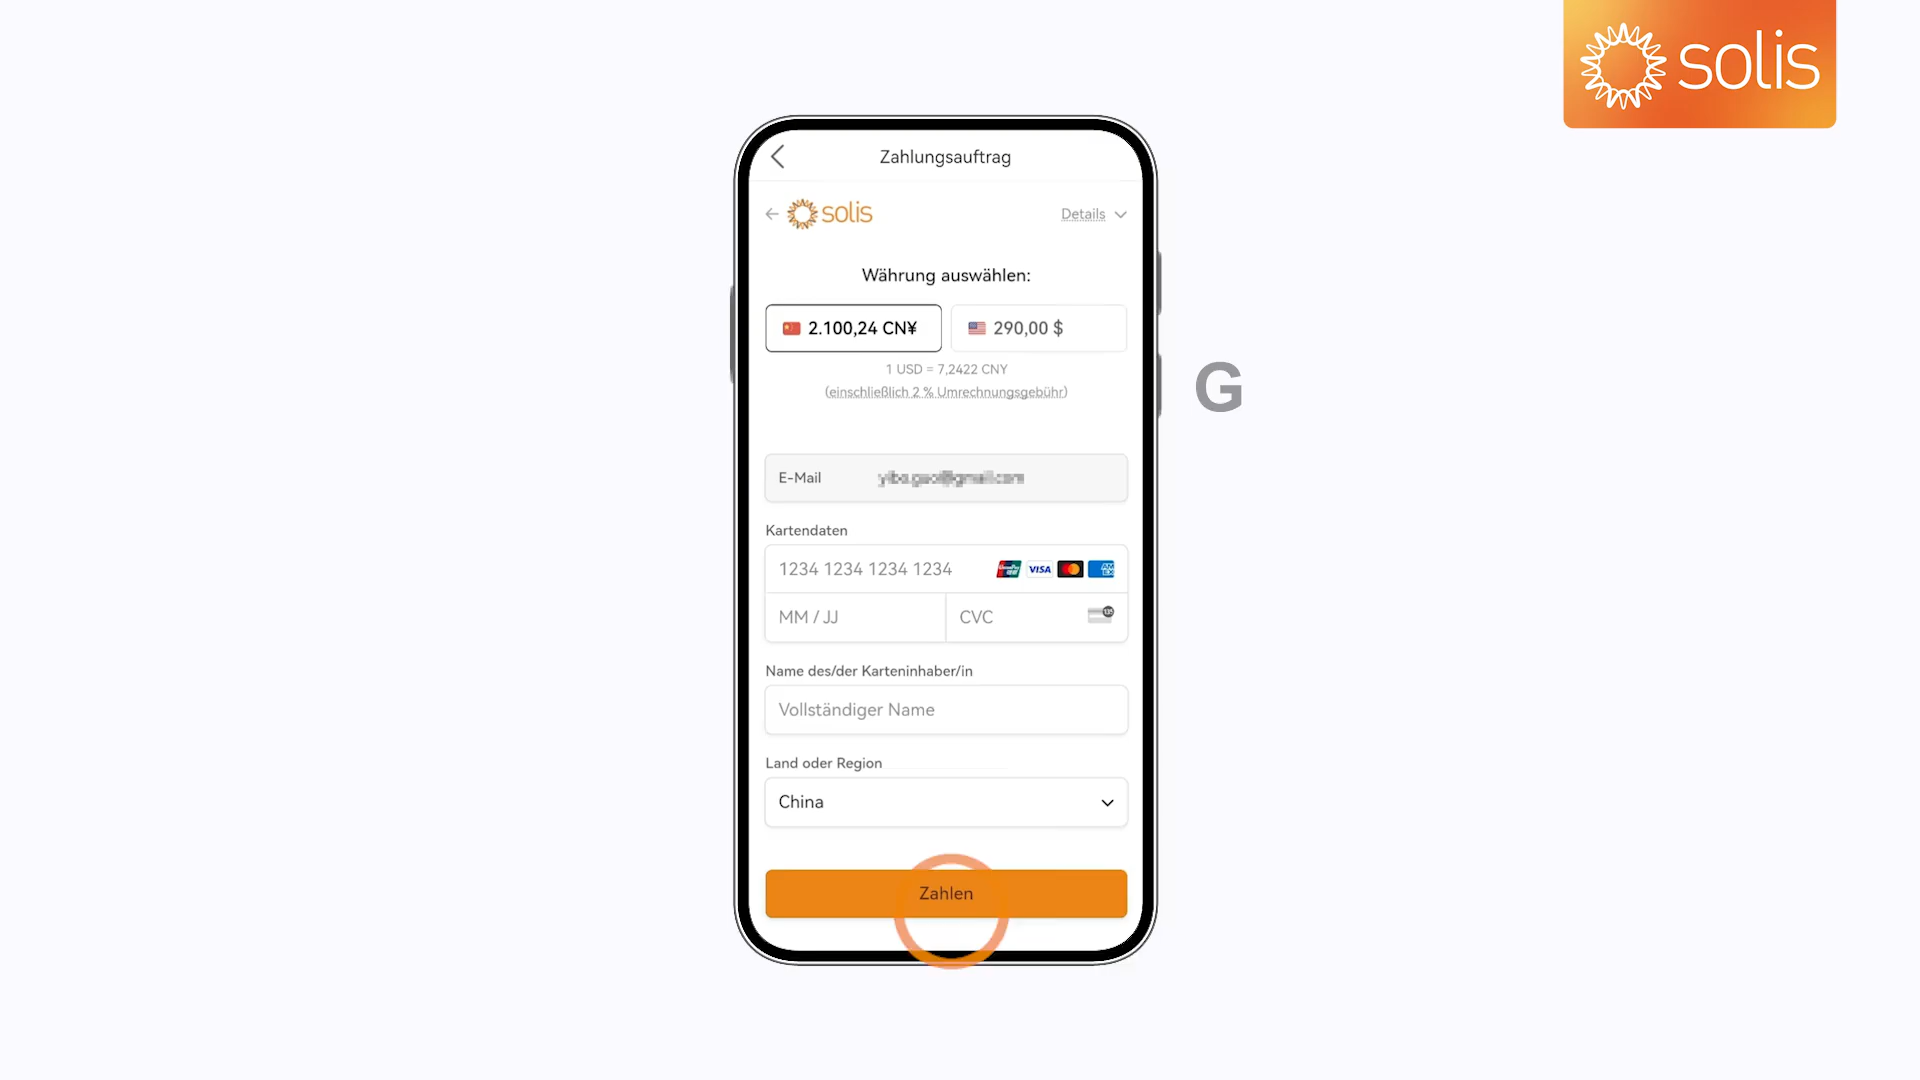 solis
Zahlungsauftrag
solis
Details
Währung auswählen:
2.100,24 CN¥
290,00 $
1 USD = 7,2422 CNY
(einschließlich 2 % Umrechnungsgebühr)
G
E-Mail
Kartendaten
1234 1234 1234 1234
VISA
MM / JJ
CVC
Name des/der Karteninhaber/in
Vollständiger Name
Land oder Region
China
Zahlen